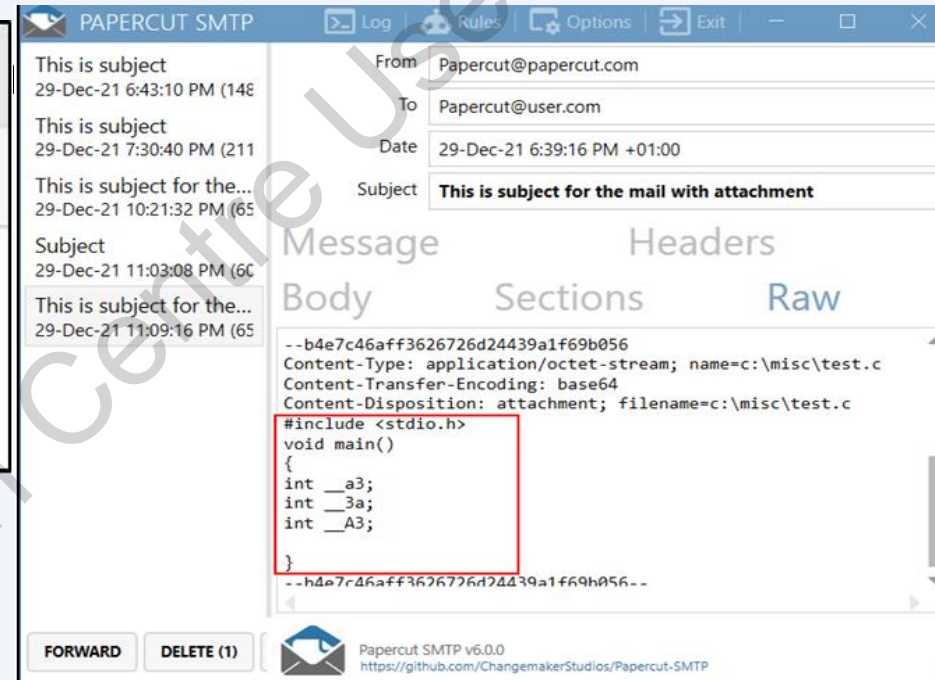 PAPERCUT SMTP
Log
Rules
Options
Exit
This is subject
29-Dec-21 6:43:10 PM (148
This is subject
29-Dec-21 7:30:40 PM (211
This is subject for the...
29-Dec-21 10:21:32 PM (65
Subject
29-Dec-21 11:03:08 PM (60
This is subject for the...
29-Dec-21 11:09:16 PM (65
From Papercut@papercut.com
To Papercut@user.com
Date 29-Dec-21 6:39:16 PM +01:00
Subject This is subject for the mail with attachment
Message Headers
Body Sections Raw
--b4e7c46aff3626726d24439a1f69b056
Content-Type: application/octet-stream; name=c:\misc\test.c
Content-Transfer-Encoding: base64
Content-Disposition: attachment; filename=c:\misc\test.c
#include <stdio.h>
void main()
{
int __a3;
int __3a;
int __A3;
}
--b4e7c46aff3626726d24439a1f69b056--
FORWARD
DELETE (1)
Papercut SMTP v6.0.0
https://github.com/ChangemakerStudios/Papercut-SMTP
Centre Use